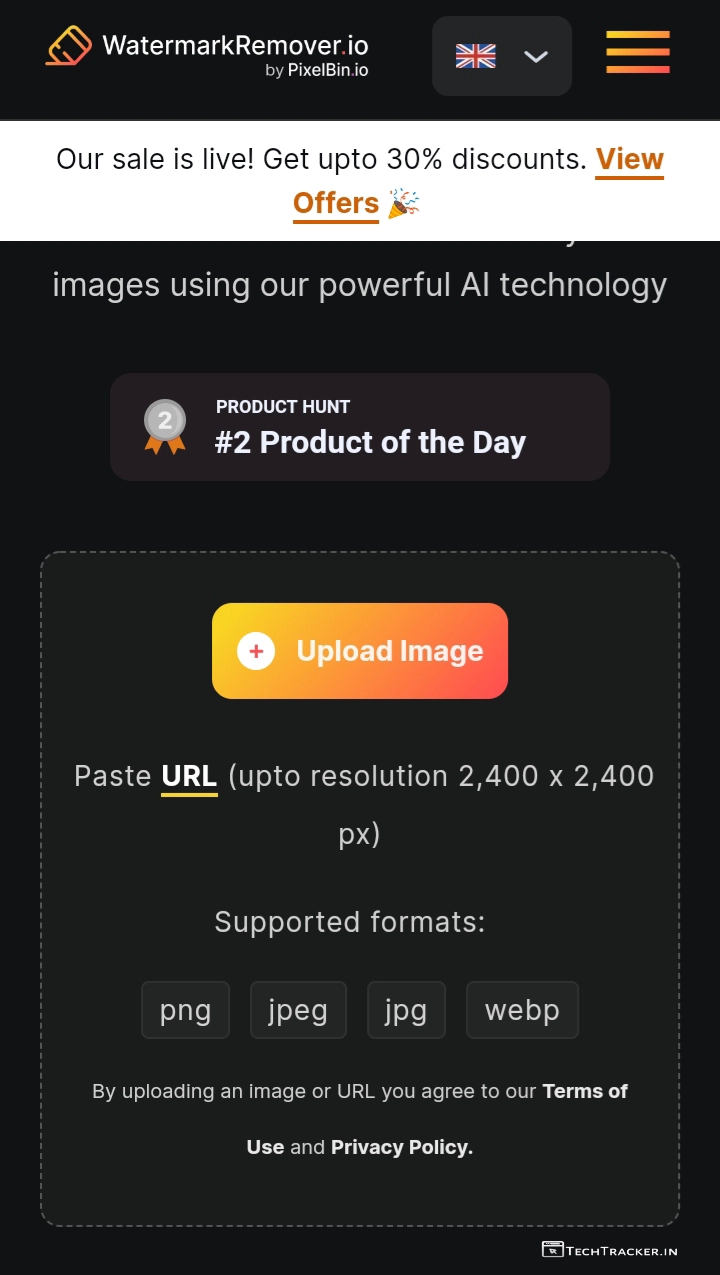 WatermarkRemover.io
by PixelBin.io
Our sale is live! Get upto 30% discounts. View
Offers
images using our powerful AI technology
2
PRODUCT HUNT
#2 Product of the Day
+ Upload Image
Paste URL (upto resolution 2,400 x 2,400
px)
Supported formats:
png jpeg jpg webp
By uploading an image or URL you agree to our Terms of
Use and Privacy Policy.
TECHTRACKER.IN